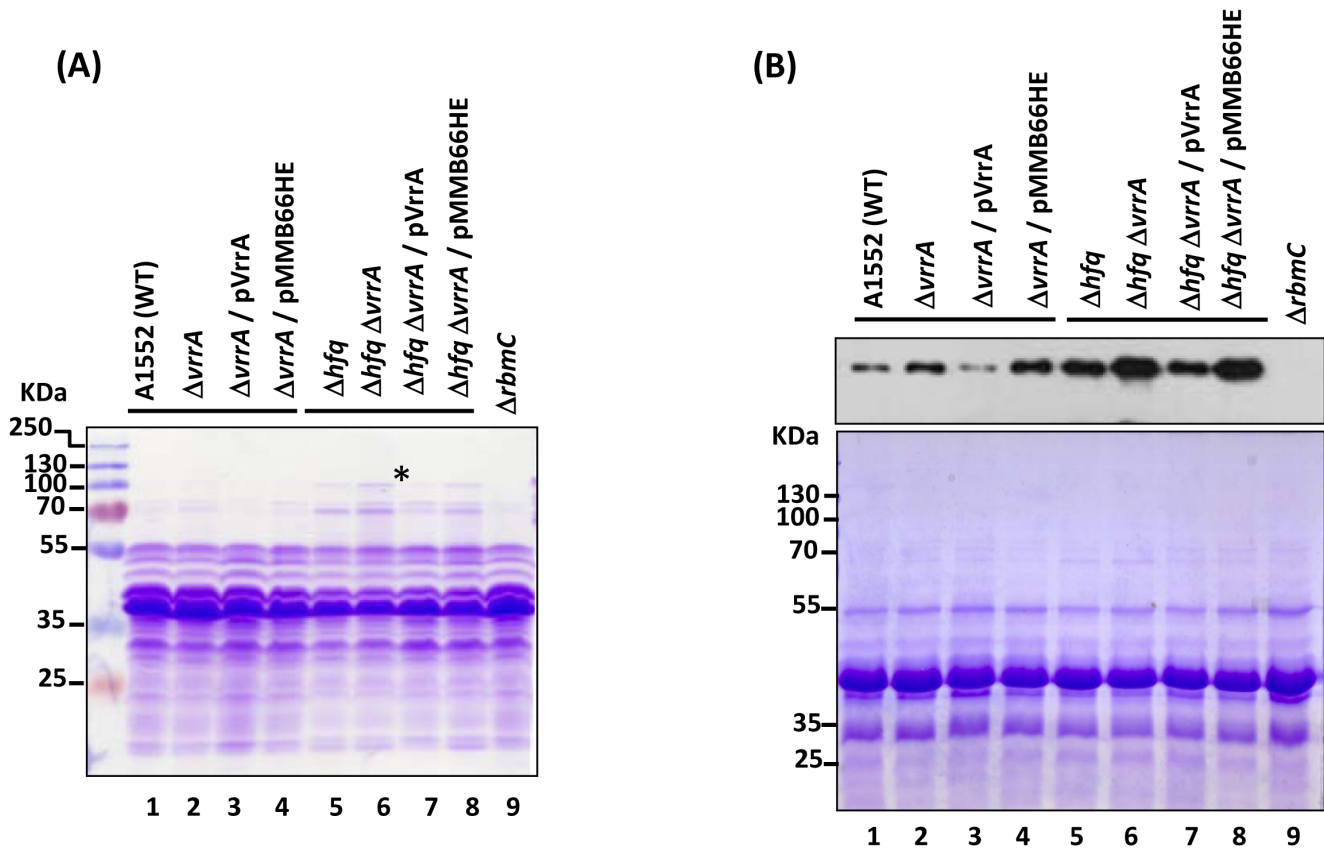 (A)
A1552 (WT)
ΔvrrA
ΔvrrA / pVrrA
ΔvrrA / pMMB66HE
Δhfq
Δhfq ΔvrrA
Δhfq ΔvrrA / pVrrA
Δhfq ΔvrrA / pMMB66HE
ΔrbmC
KDa
250
130
100
70
55
35
25
*
1 2 3 4 5 6 7 8 9
(B)
A1552 (WT)
ΔvrrA
ΔvrrA / pVrrA
ΔvrrA / pMMB66HE
Δhfq
Δhfq ΔvrrA
Δhfq ΔvrrA / pVrrA
Δhfq ΔvrrA / pMMB66HE
ΔrbmC
KDa
130
100
70
55
35
25
1 2 3 4 5 6 7 8 9